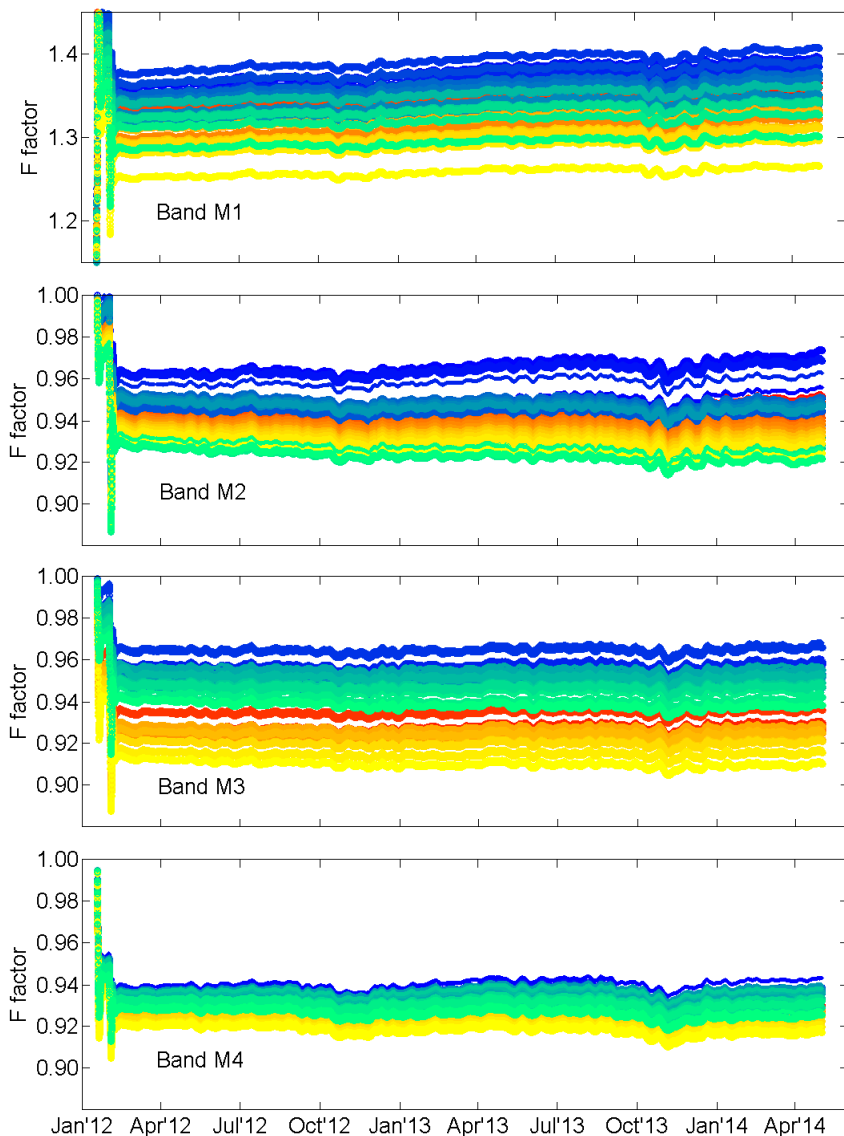 1.4
1.3
1.2
F factor
Band M1
1.00
0.98
0.96
0.94
0.92
0.90
F factor
Band M2
1.00
0.98
0.96
0.94
0.92
0.90
F factor
Band M3
1.00
0.98
0.96
0.94
0.92
0.90
F factor
Band M4
Jan'12 Apr'12 Jul'12 Oct'12 Jan'13 Apr'13 Jul'13 Oct'13 Jan'14 Apr'14